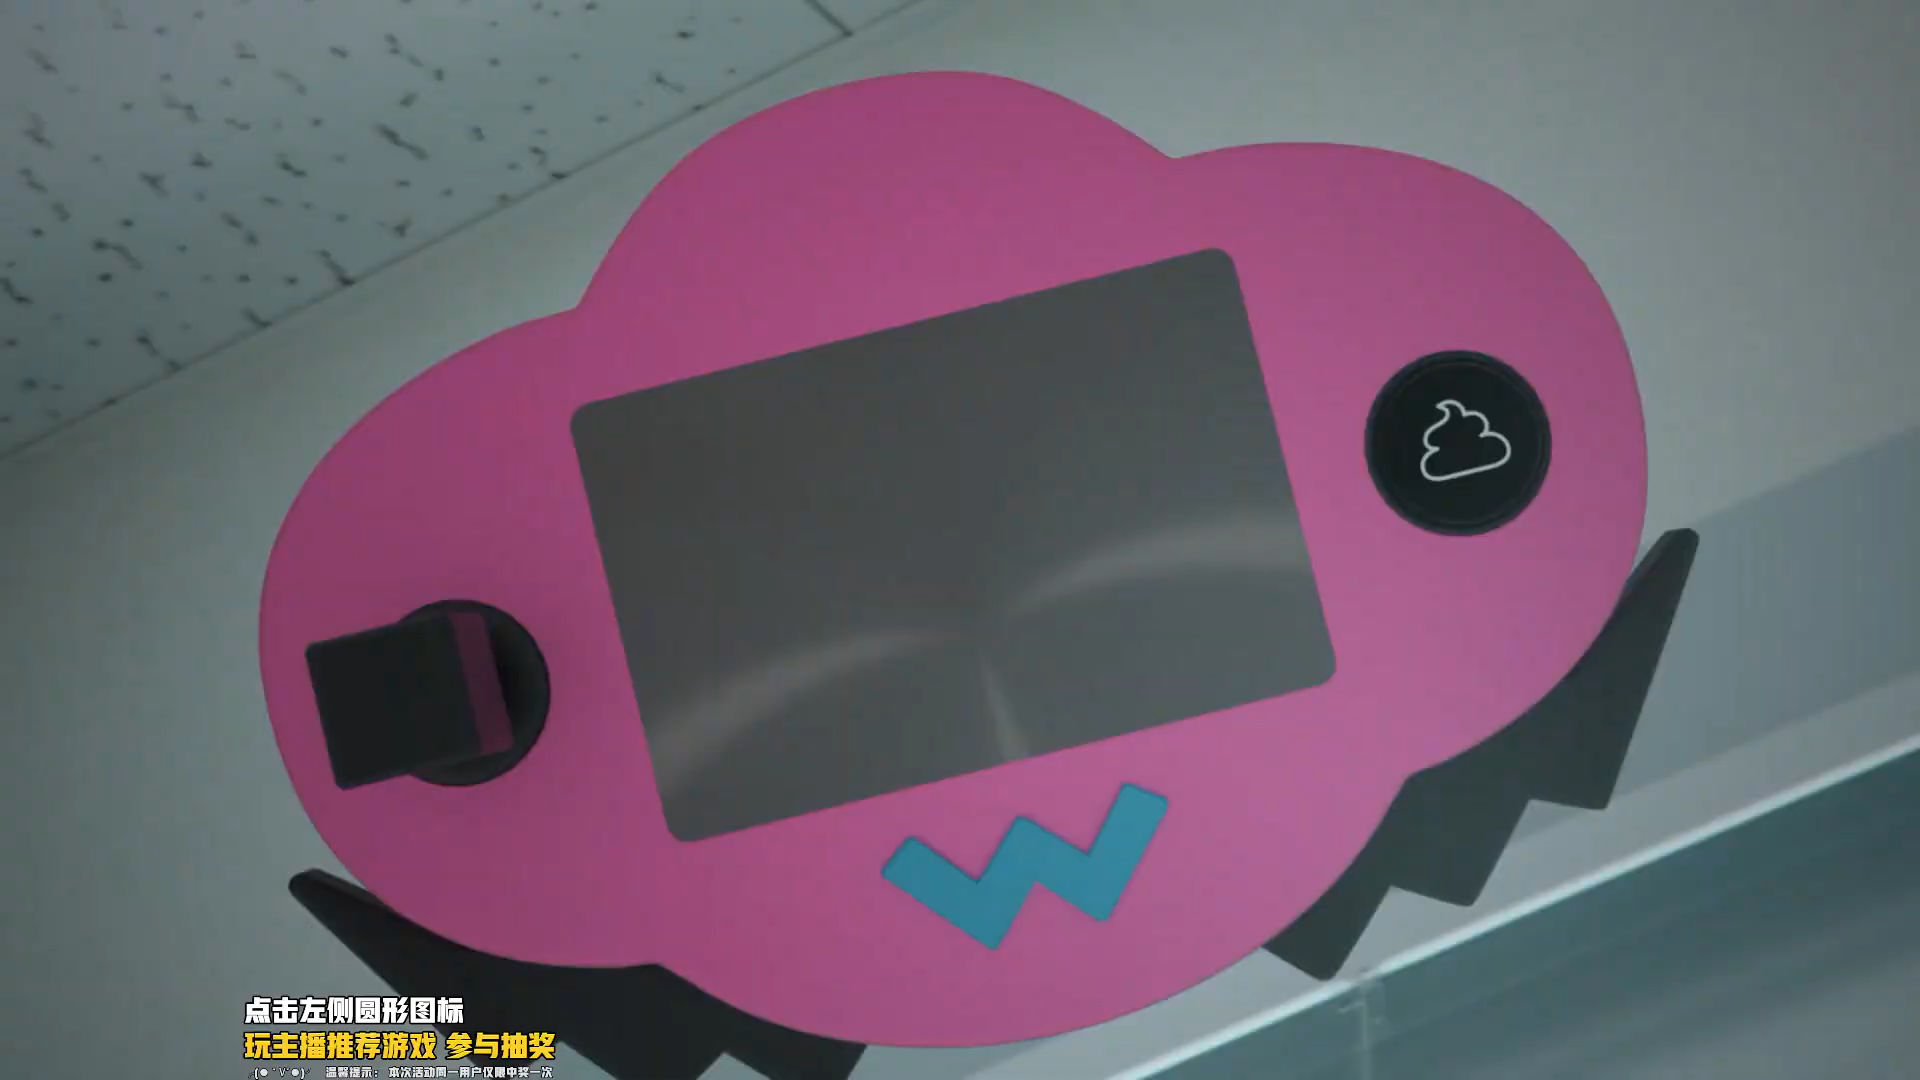 点击左侧圆形图标
玩主播推荐游戏 参与抽奖
(●'V'●) 温馨提示：本次活动同一用户仅限中奖一次